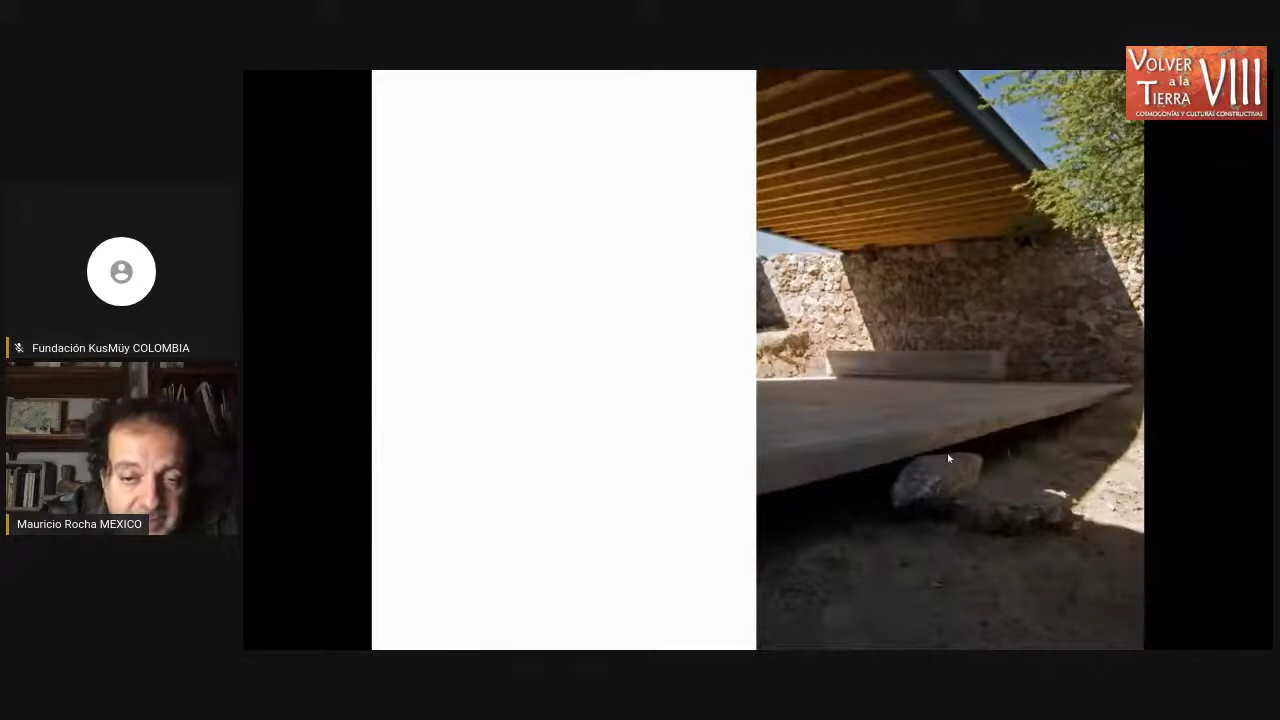 VOLVER
a la
TIERRA
VIII
COSMOGONÍAS Y CULTURAS CONSTRUCTIVAS
Fundación KusMüy COLOMBIA
Mauricio Rocha MEXICO